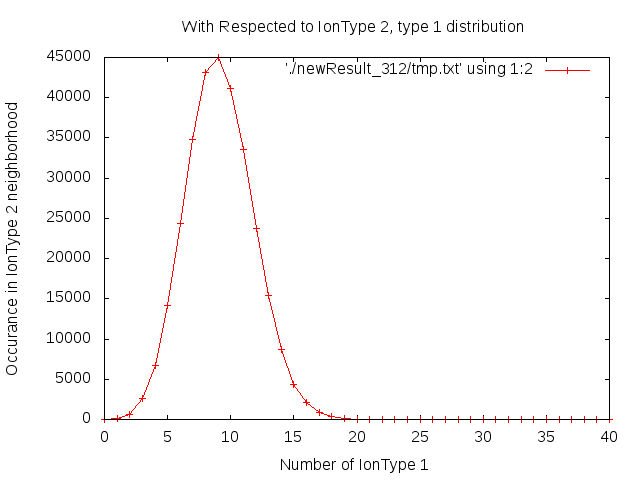 With Respected to IonType 2, type 1 distribution
'./newResult_312/tmp.txt' using 1:2
45000
40000
35000
30000
25000
20000
15000
10000
5000
0
Occurance in IonType 2 neighborhood
0 5 10 15 20 25 30 35 40
Number of IonType 1